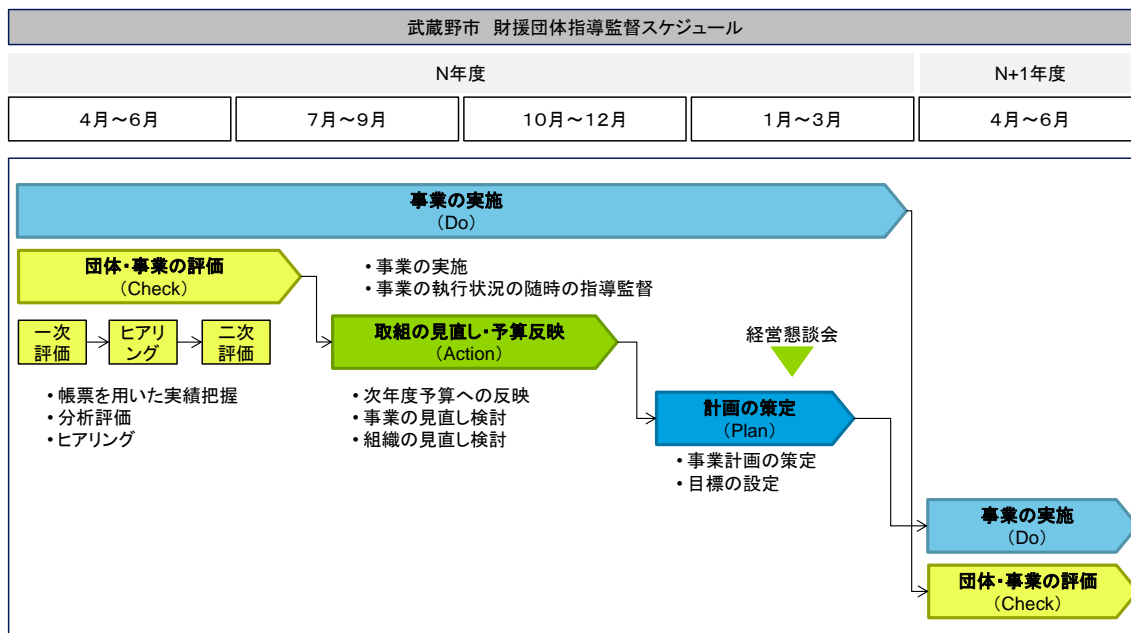 武蔵野市 財援団体指導監督スケジュール
N年度
N+1年度
4月～6月
7月～9月
10月～12月
1月～3月
4月～6月
事業の実施
(Do)
団体・事業の評価
(Check)
・事業の実施
・事業の執行状況の随時の指導監督
一次
評価
ヒアリ
ング
二次
評価
取組の見直し・予算反映
(Action)
経営懇談会
・帳票を用いた実績把握
・分析評価
・ヒアリング
・次年度予算への反映
・事業の見直し検討
・組織の見直し検討
計画の策定
(Plan)
・事業計画の策定
・目標の設定
事業の実施
(Do)
団体・事業の評価
(Check)